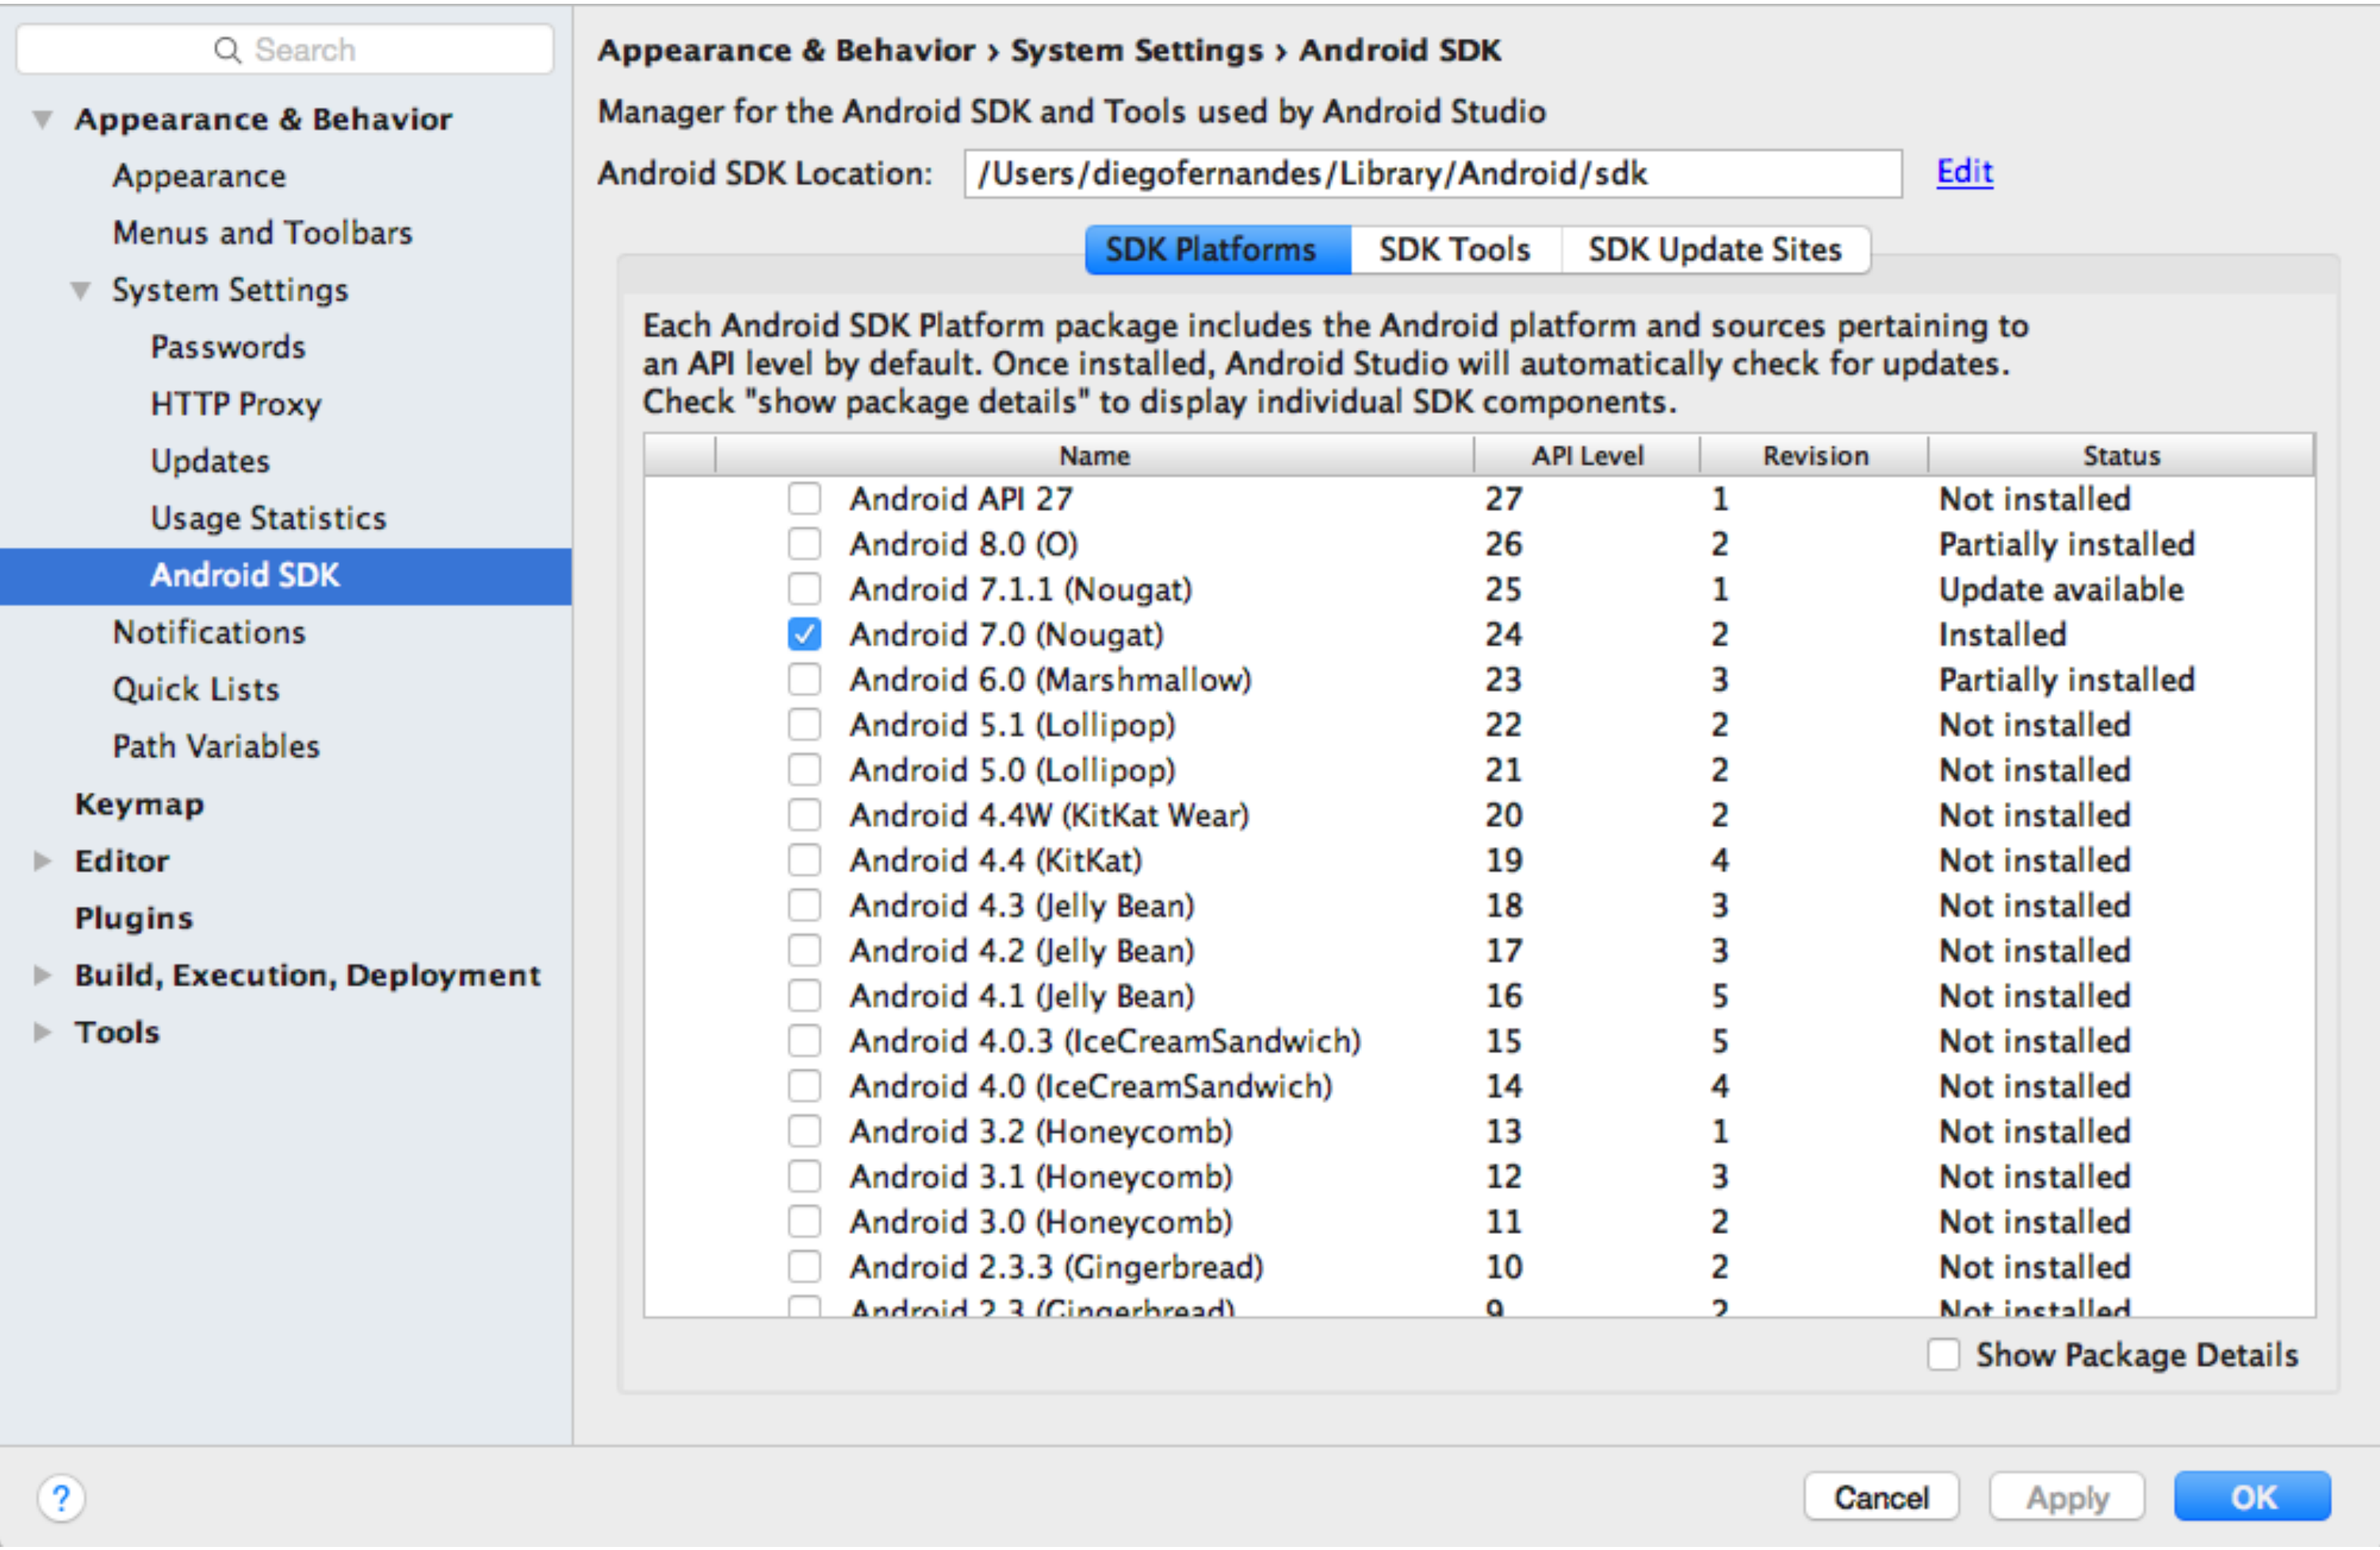 Search
Appearance & Behavior
Appearance
Menus and Toolbars
System Settings
Passwords
HTTP Proxy
Updates
Usage Statistics
Android SDK
Notifications
Quick Lists
Path Variables
Keymap
Editor
Plugins
Build, Execution, Deployment
Tools
Appearance & Behavior › System Settings › Android SDK
Manager for the Android SDK and Tools used by Android Studio
Android SDK Location: /Users/diegofernandes/Library/Android/sdk Edit
SDK Platforms SDK Tools SDK Update Sites
Each Android SDK Platform package includes the Android platform and sources pertaining to
an API level by default. Once installed, Android Studio will automatically check for updates.
Check "show package details" to display individual SDK components.
Name API Level Revision Status
Android API 27 27 1 Not installed
Android 8.0 (O) 26 2 Partially installed
Android 7.1.1 (Nougat) 25 1 Update available
Android 7.0 (Nougat) 24 2 Installed
Android 6.0 (Marshmallow) 23 3 Partially installed
Android 5.1 (Lollipop) 22 2 Not installed
Android 5.0 (Lollipop) 21 2 Not installed
Android 4.4W (KitKat Wear) 20 2 Not installed
Android 4.4 (KitKat) 19 4 Not installed
Android 4.3 (Jelly Bean) 18 3 Not installed
Android 4.2 (Jelly Bean) 17 3 Not installed
Android 4.1 (Jelly Bean) 16 5 Not installed
Android 4.0.3 (IceCreamSandwich) 15 5 Not installed
Android 4.0 (IceCreamSandwich) 14 4 Not installed
Android 3.2 (Honeycomb) 13 1 Not installed
Android 3.1 (Honeycomb) 12 3 Not installed
Android 3.0 (Honeycomb) 11 2 Not installed
Android 2.3.3 (Gingerbread) 10 2 Not installed
Android 2.3 (Gingerbread) 9 2 Not installed
Show Package Details
? Cancel Apply OK